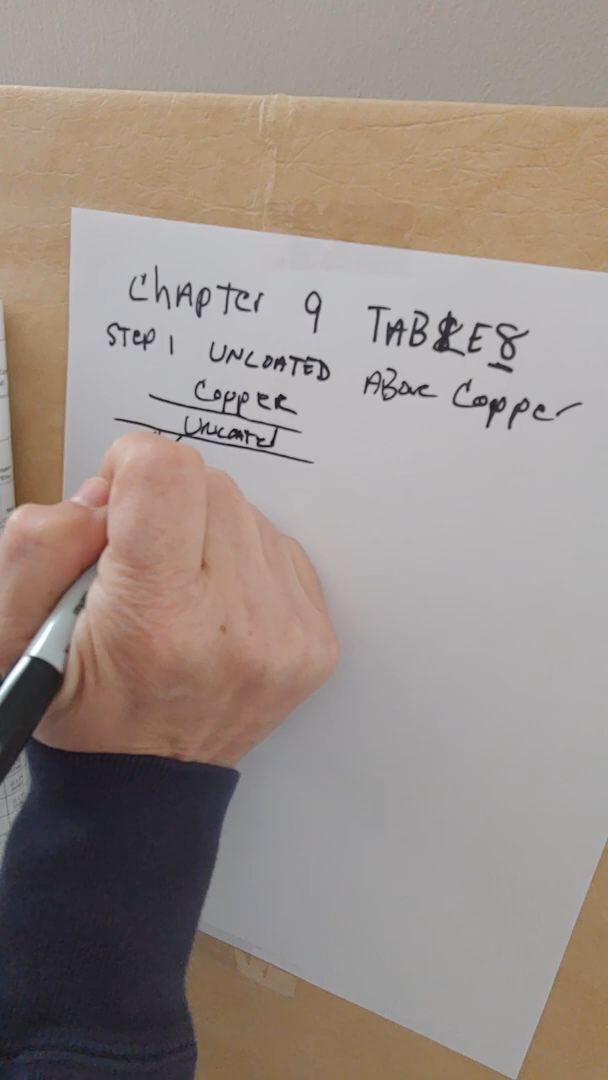 Chapter 9 TABLE 8
STEP 1 UNCOATED Above Copper
Copper
Uncoated